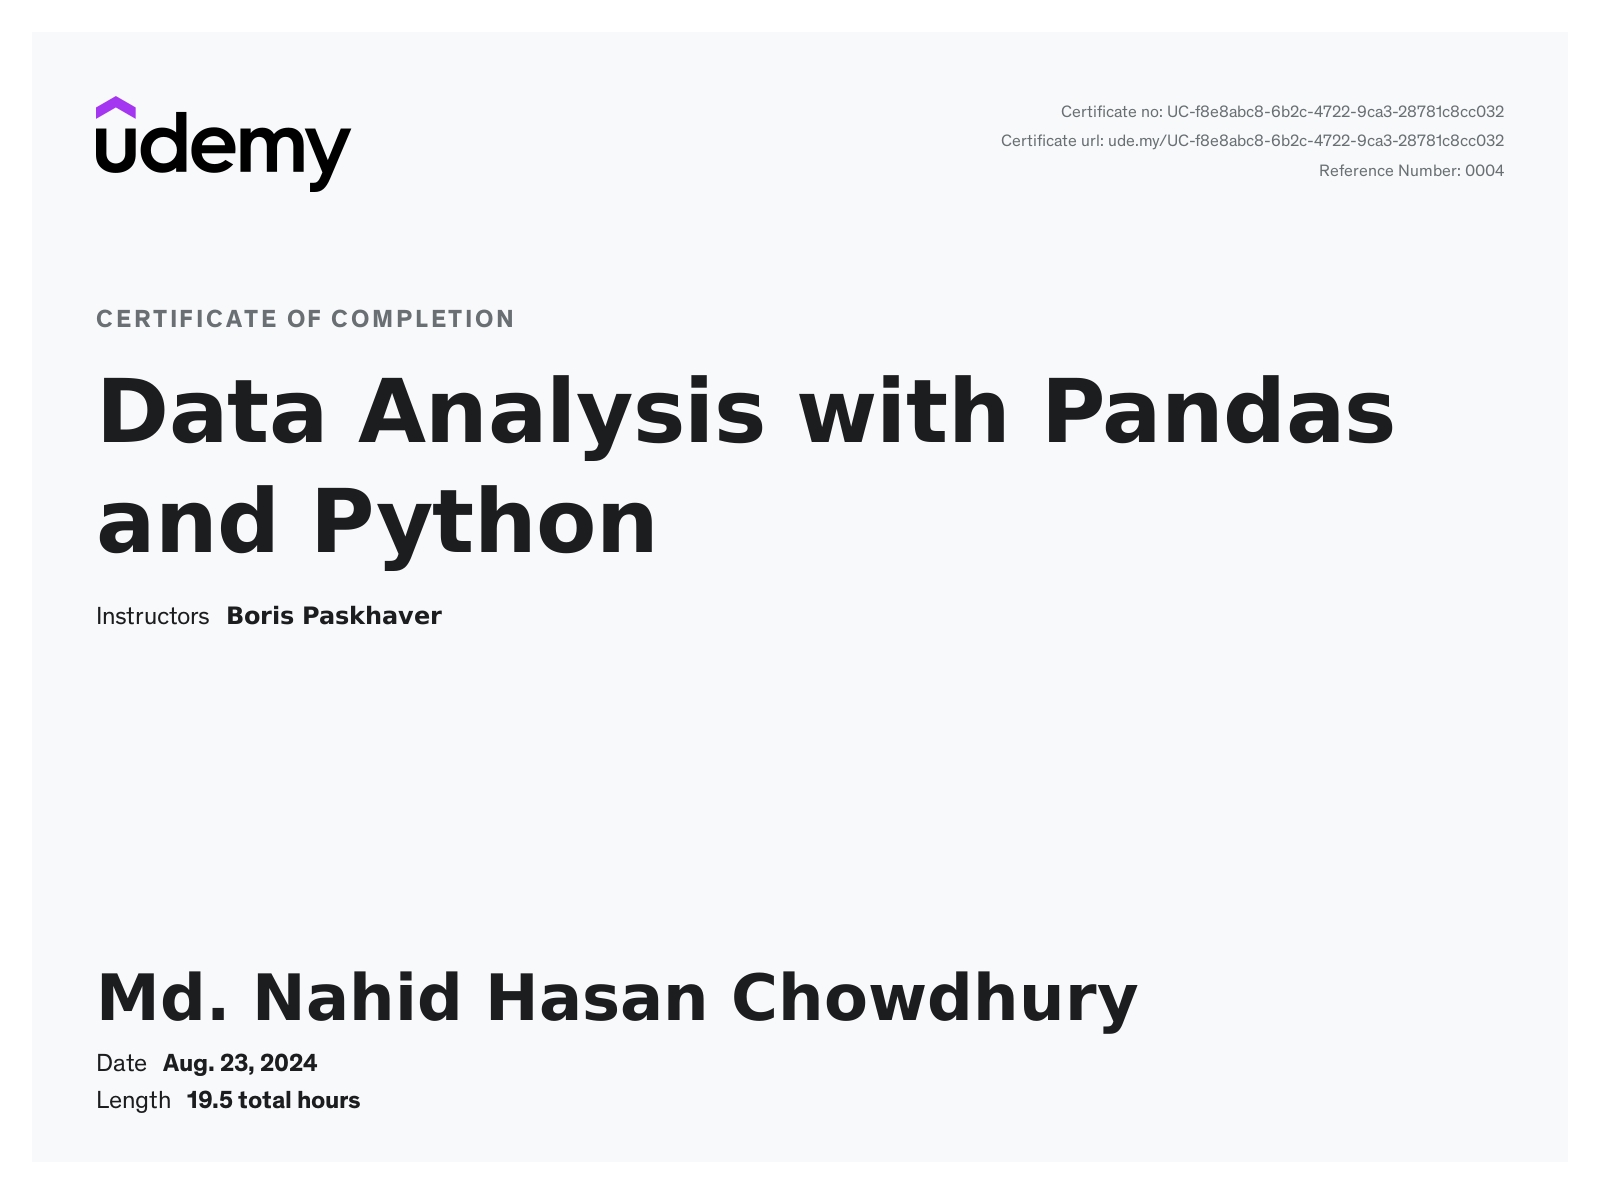 udemy
Certificate no: UC-f8e8abc8-6b2c-4722-9ca3-28781c8cc032
Certificate url: ude.my/UC-f8e8abc8-6b2c-4722-9ca3-28781c8cc032
Reference Number: 0004
CERTIFICATE OF COMPLETION
Data Analysis with Pandas
and Python
Instructors Boris Paskhaver
Md. Nahid Hasan Chowdhury
Date Aug. 23, 2024
Length 19.5 total hours